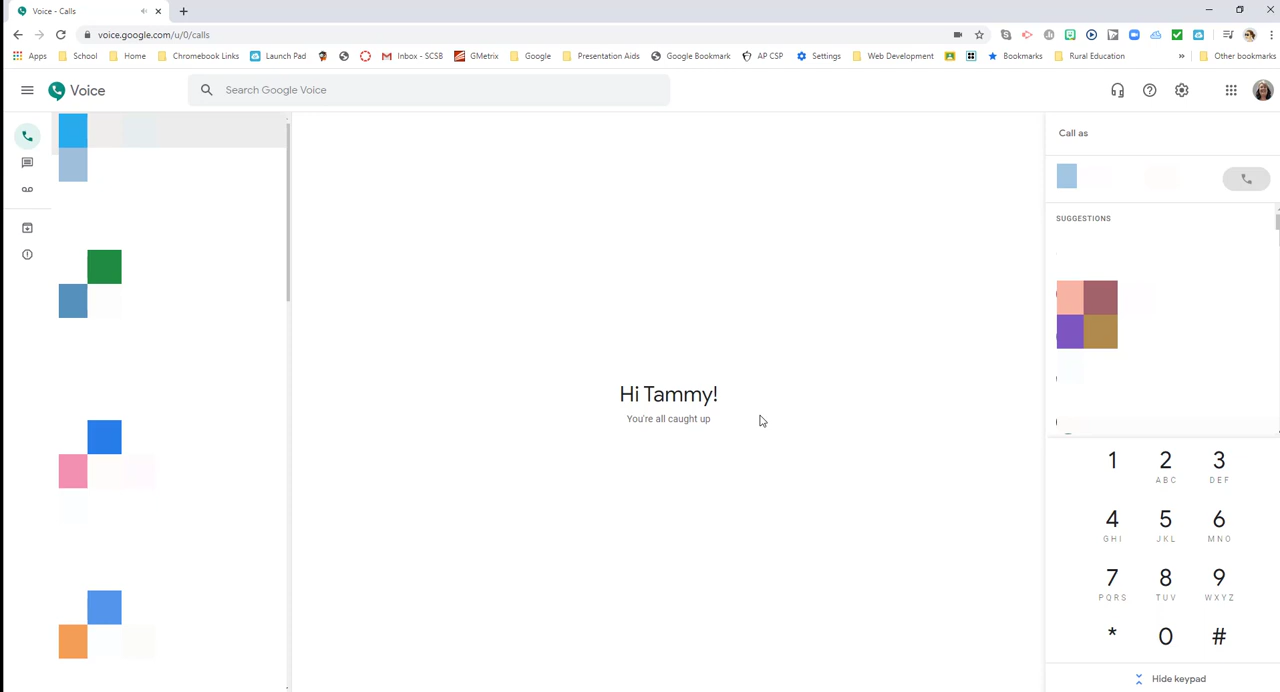 Voice - Calls
voice.google.com/u/0/calls
Apps School Home Chromebook Links Launch Pad Inbox - SCSB GMetrix Google Presentation Aids Google Bookmark AP CSP Settings Web Development Bookmarks Rural Education » Other bookmarks
Voice
Search Google Voice
Call as
SUGGESTIONS
Hi Tammy!
You're all caught up
1 2 3
ABC DEF
4 5 6
GHI JKL MNO
7 8 9
PQRS TUV WXYZ
* 0 #
Hide keypad